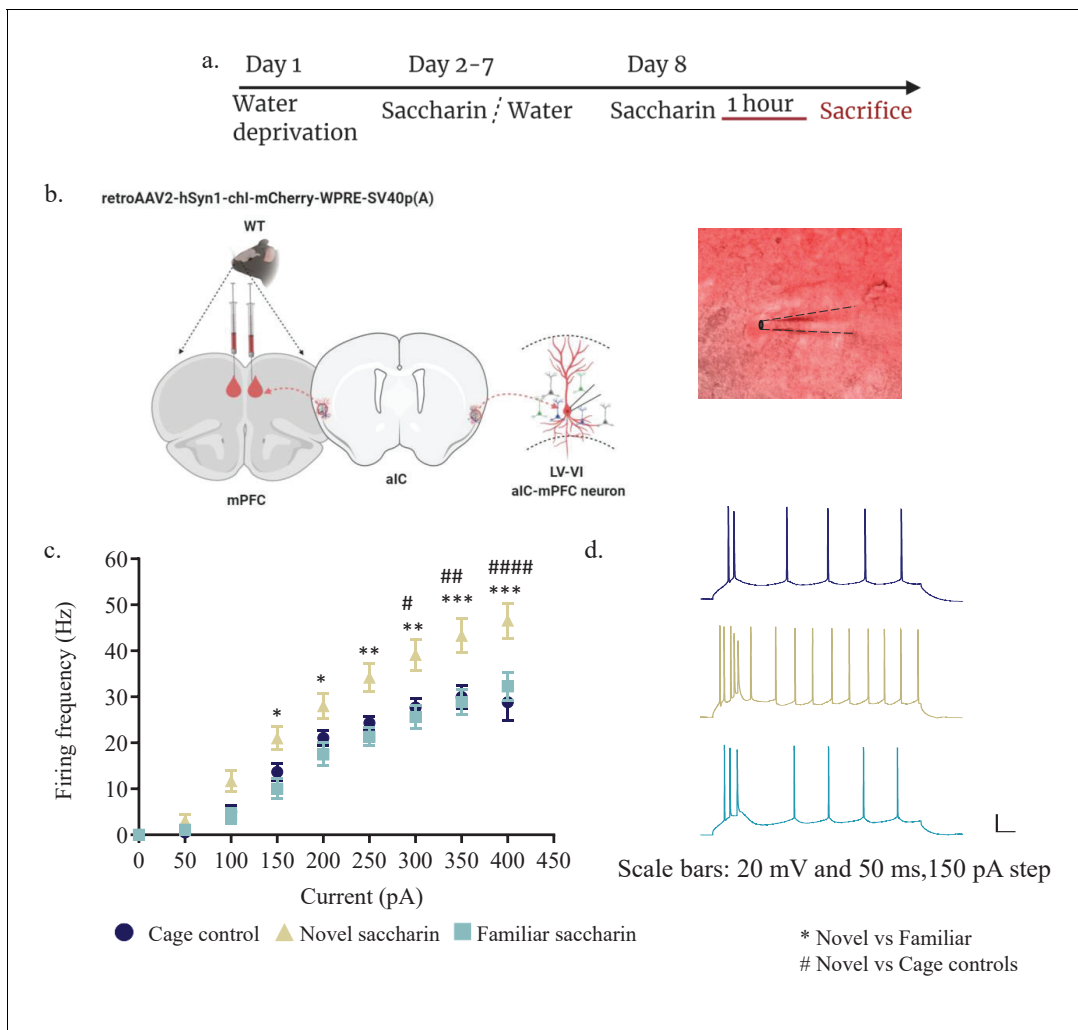 a.
Day 1
Day 2-7
Day 8
Water deprivation
Saccharin / Water
Saccharin
1 hour
Sacrifice
b.
retroAAV2-hSyn1-chI-mCherry-WPRE-SV40p(A)
WT
mPFC
aIC
LV-VI
aIC-mPFC neuron
c.
Firing frequency (Hz)
60
50
40
30
20
10
0
*
*
**
#
**
##
***
####
***
0 50 100 150 200 250 300 350 400 450
Current (pA)
Cage control
Novel saccharin
Familiar saccharin
d.
Scale bars: 20 mV and 50 ms,150 pA step
* Novel vs Familiar
# Novel vs Cage controls